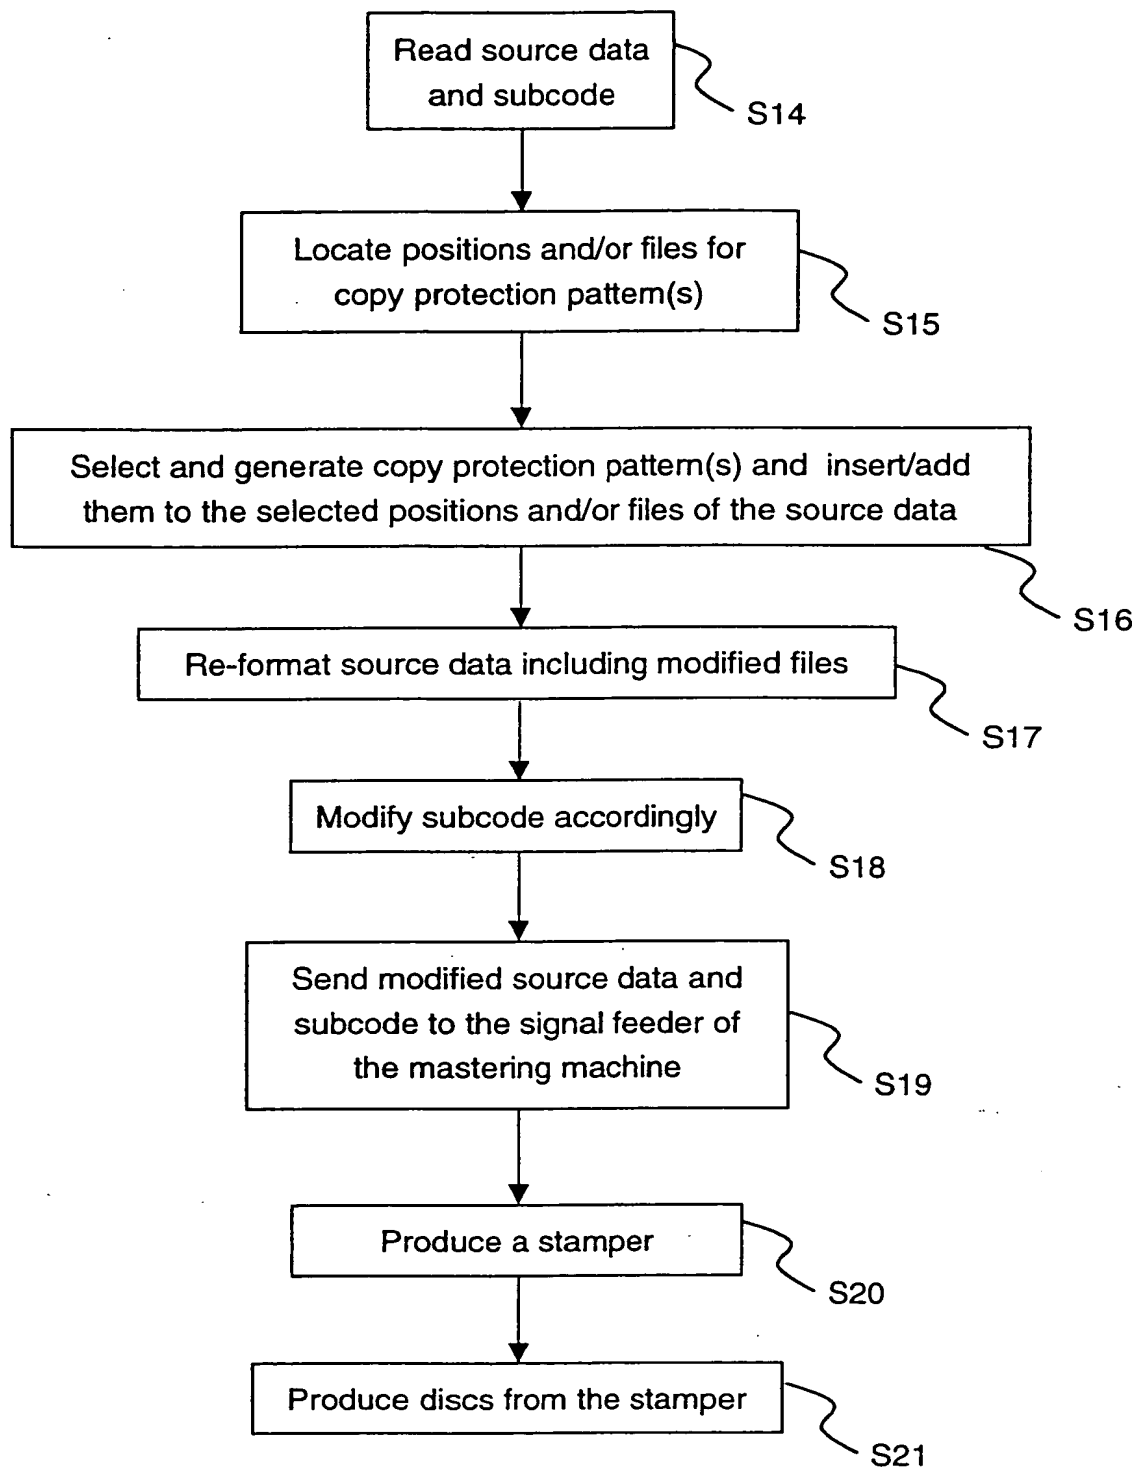 Read source data
and subcode
S14
Locate positions and/or files for
copy protection pattern(s)
S15
Select and generate copy protection pattern(s) and insert/add
them to the selected positions and/or files of the source data
S16
Re-format source data including modified files
S17
Modify subcode accordingly
S18
Send modified source data and
subcode to the signal feeder of
the mastering machine
S19
Produce a stamper
S20
Produce discs from the stamper
S21